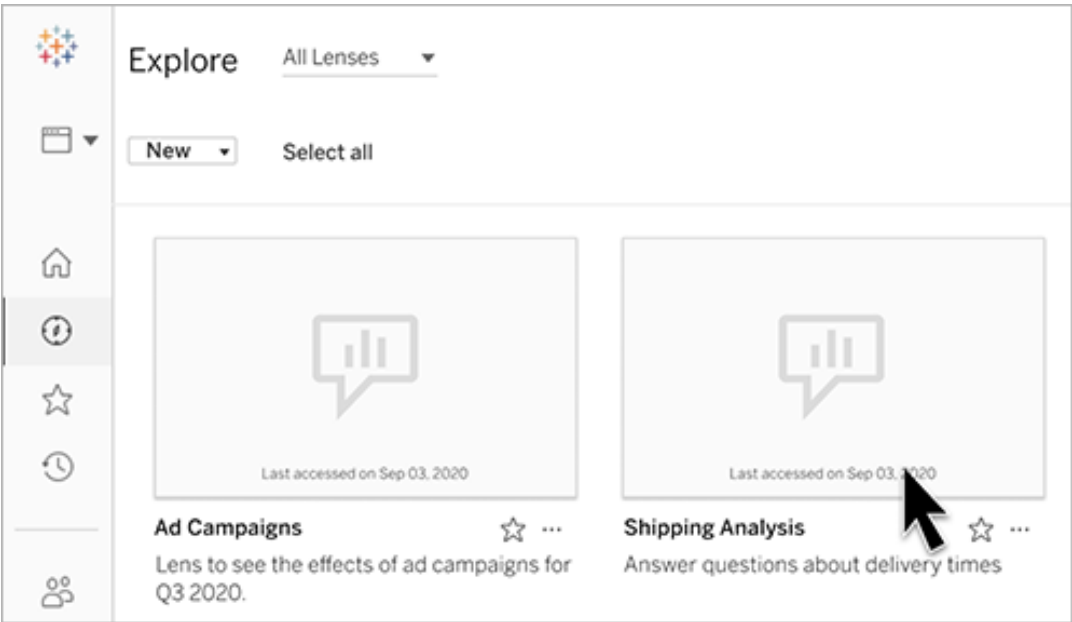 Explore
All Lenses
New
Select all
Last accessed on Sep 03, 2020
Last accessed on Sep 03, 2020
Ad Campaigns
Shipping Analysis
Lens to see the effects of ad campaigns for
Q3 2020.
Answer questions about delivery times